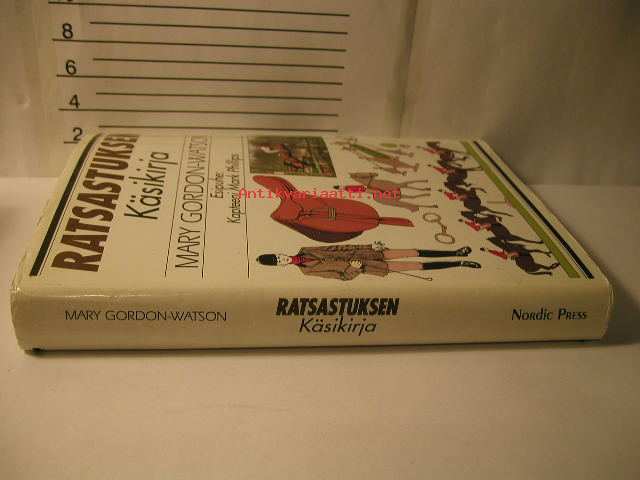 8
6
4
2
RATSASTUKSEN
Käsikirja
MARY GORDON-WATSON
Esipuhe:
Kapteeni Mark Phillips
Antikvariaatti.net
MARY GORDON-WATSON
RATSASTUKSEN
Käsikirja
NORDIC PRESS